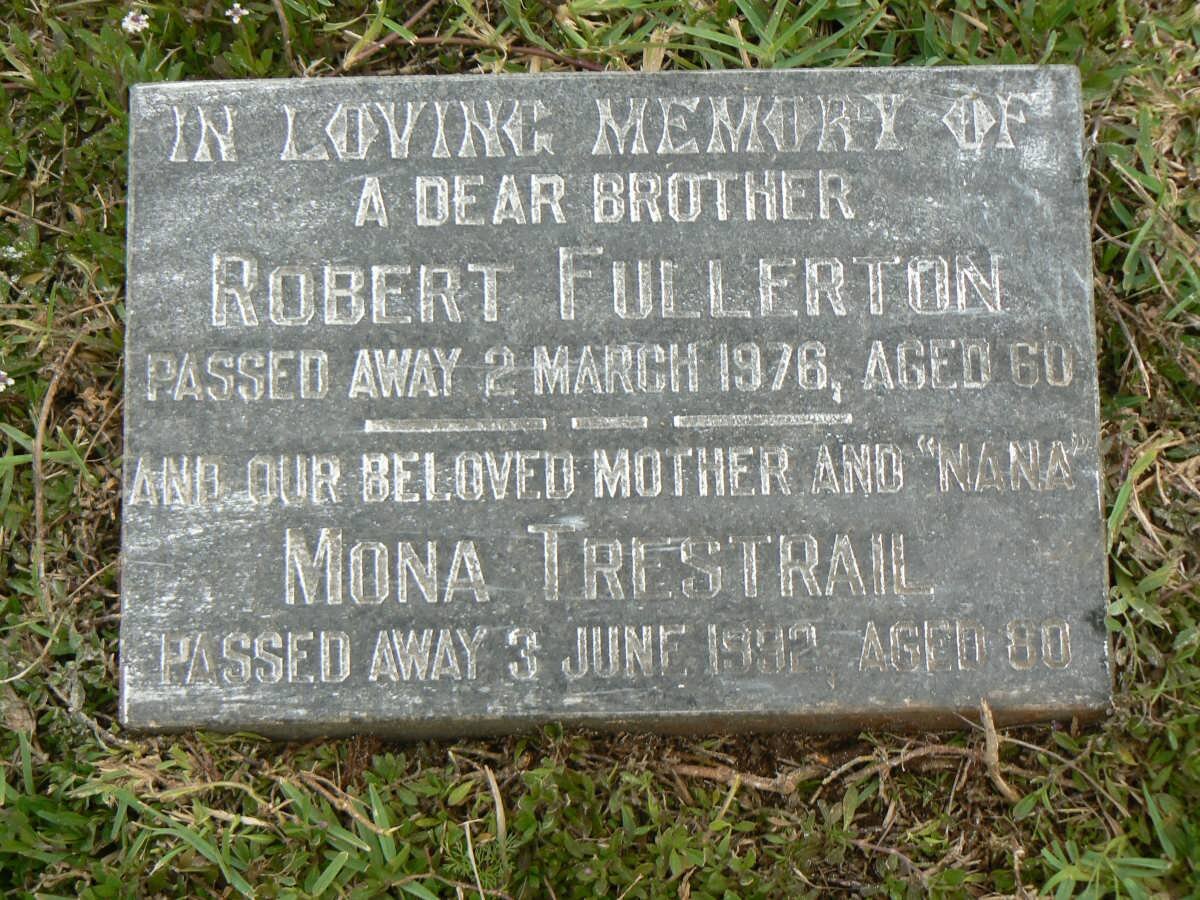 IN LOVING MEMORY OF
A DEAR BROTHER
ROBERT FULLERTON
PASSED AWAY 2 MARCH 1976, AGED 60
AND OUR BELOVED MOTHER AND "NANA"
MONA TRESTRAIL
PASSED AWAY 3 JUNE 1992, AGED 80